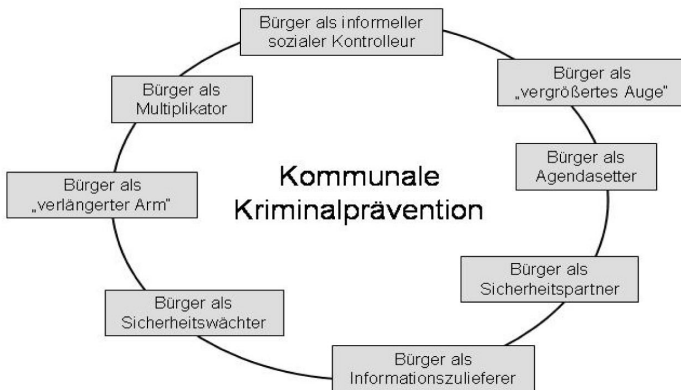 Bürger als informeller
sozialer Kontrolleur
Bürger als
„vergrößertes Auge"
Bürger als
Multiplikator
Bürger als
Agendasetter
Kommunale
Kriminalprävention
Bürger als
„verlängerter Arm"
Bürger als
Sicherheitspartner
Bürger als
Sicherheitswächter
Bürger als
Informationszulieferer